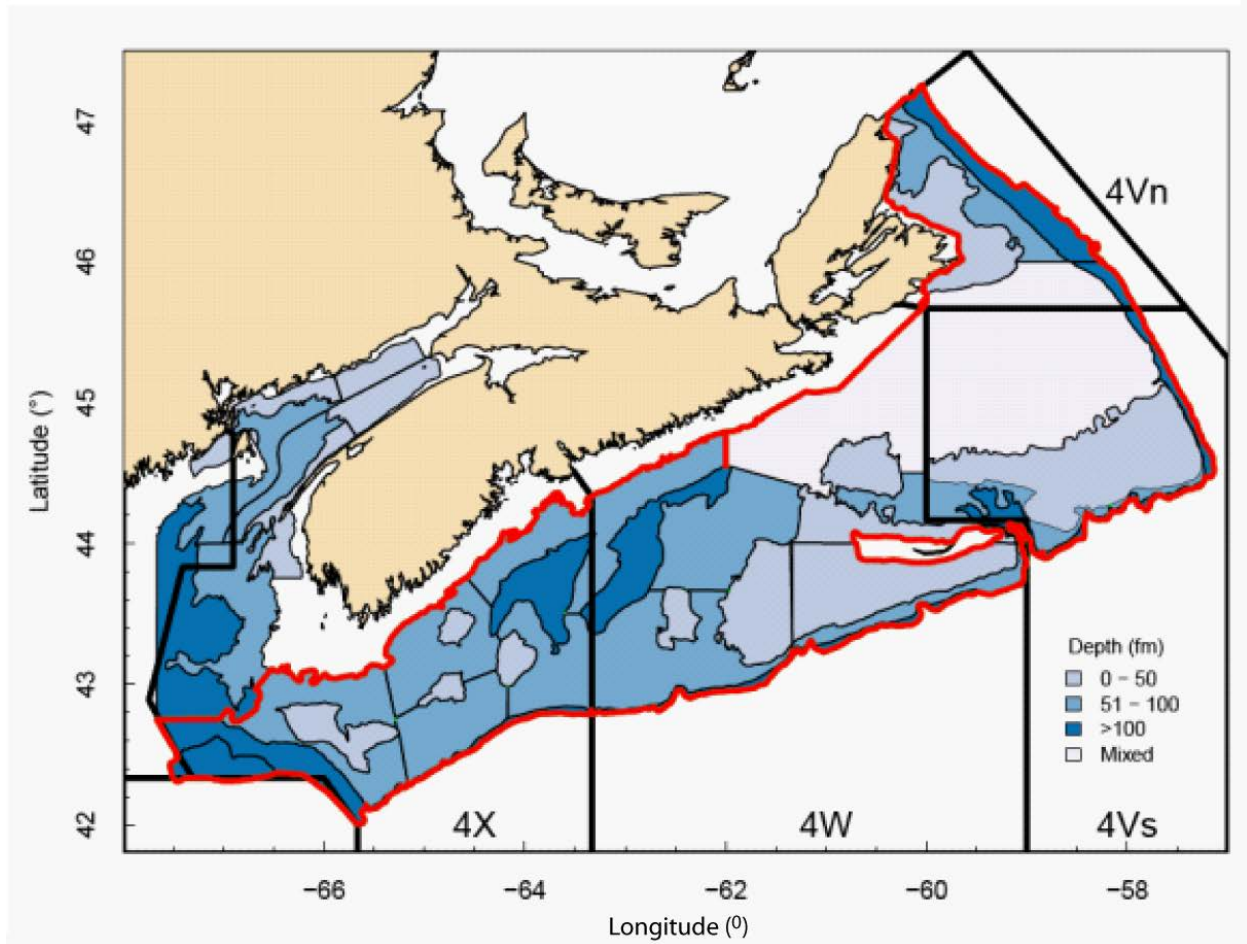 47
46
45
44
43
42
Latitude (°)
4Vn
Depth (fm)
0 – 50
51 – 100
>100
Mixed
4X
4W
4Vs
−66
−64
−62
−60
−58
Longitude (⁰)